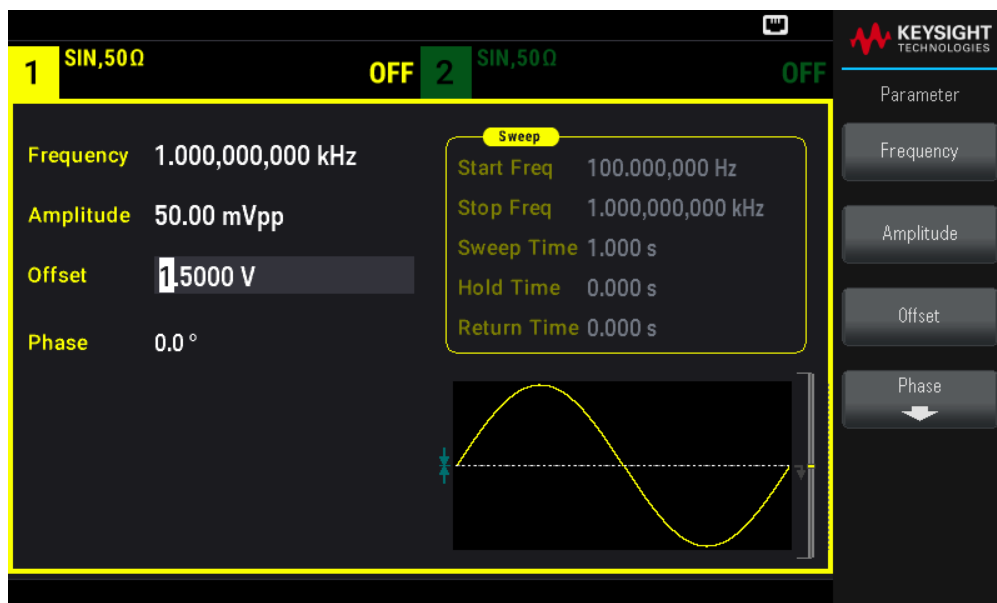 KEYSIGHT
TECHNOLOGIES
1 SIN,50Ω OFF
2 SIN,50Ω OFF
Frequency 1.000,000,000 kHz
Amplitude 50.00 mVpp
Offset 1.5000 V
Phase 0.0 °
Sweep
Start Freq 100.000,000 Hz
Stop Freq 1.000,000,000 kHz
Sweep Time 1.000 s
Hold Time 0.000 s
Return Time 0.000 s
Parameter
Frequency
Amplitude
Offset
Phase